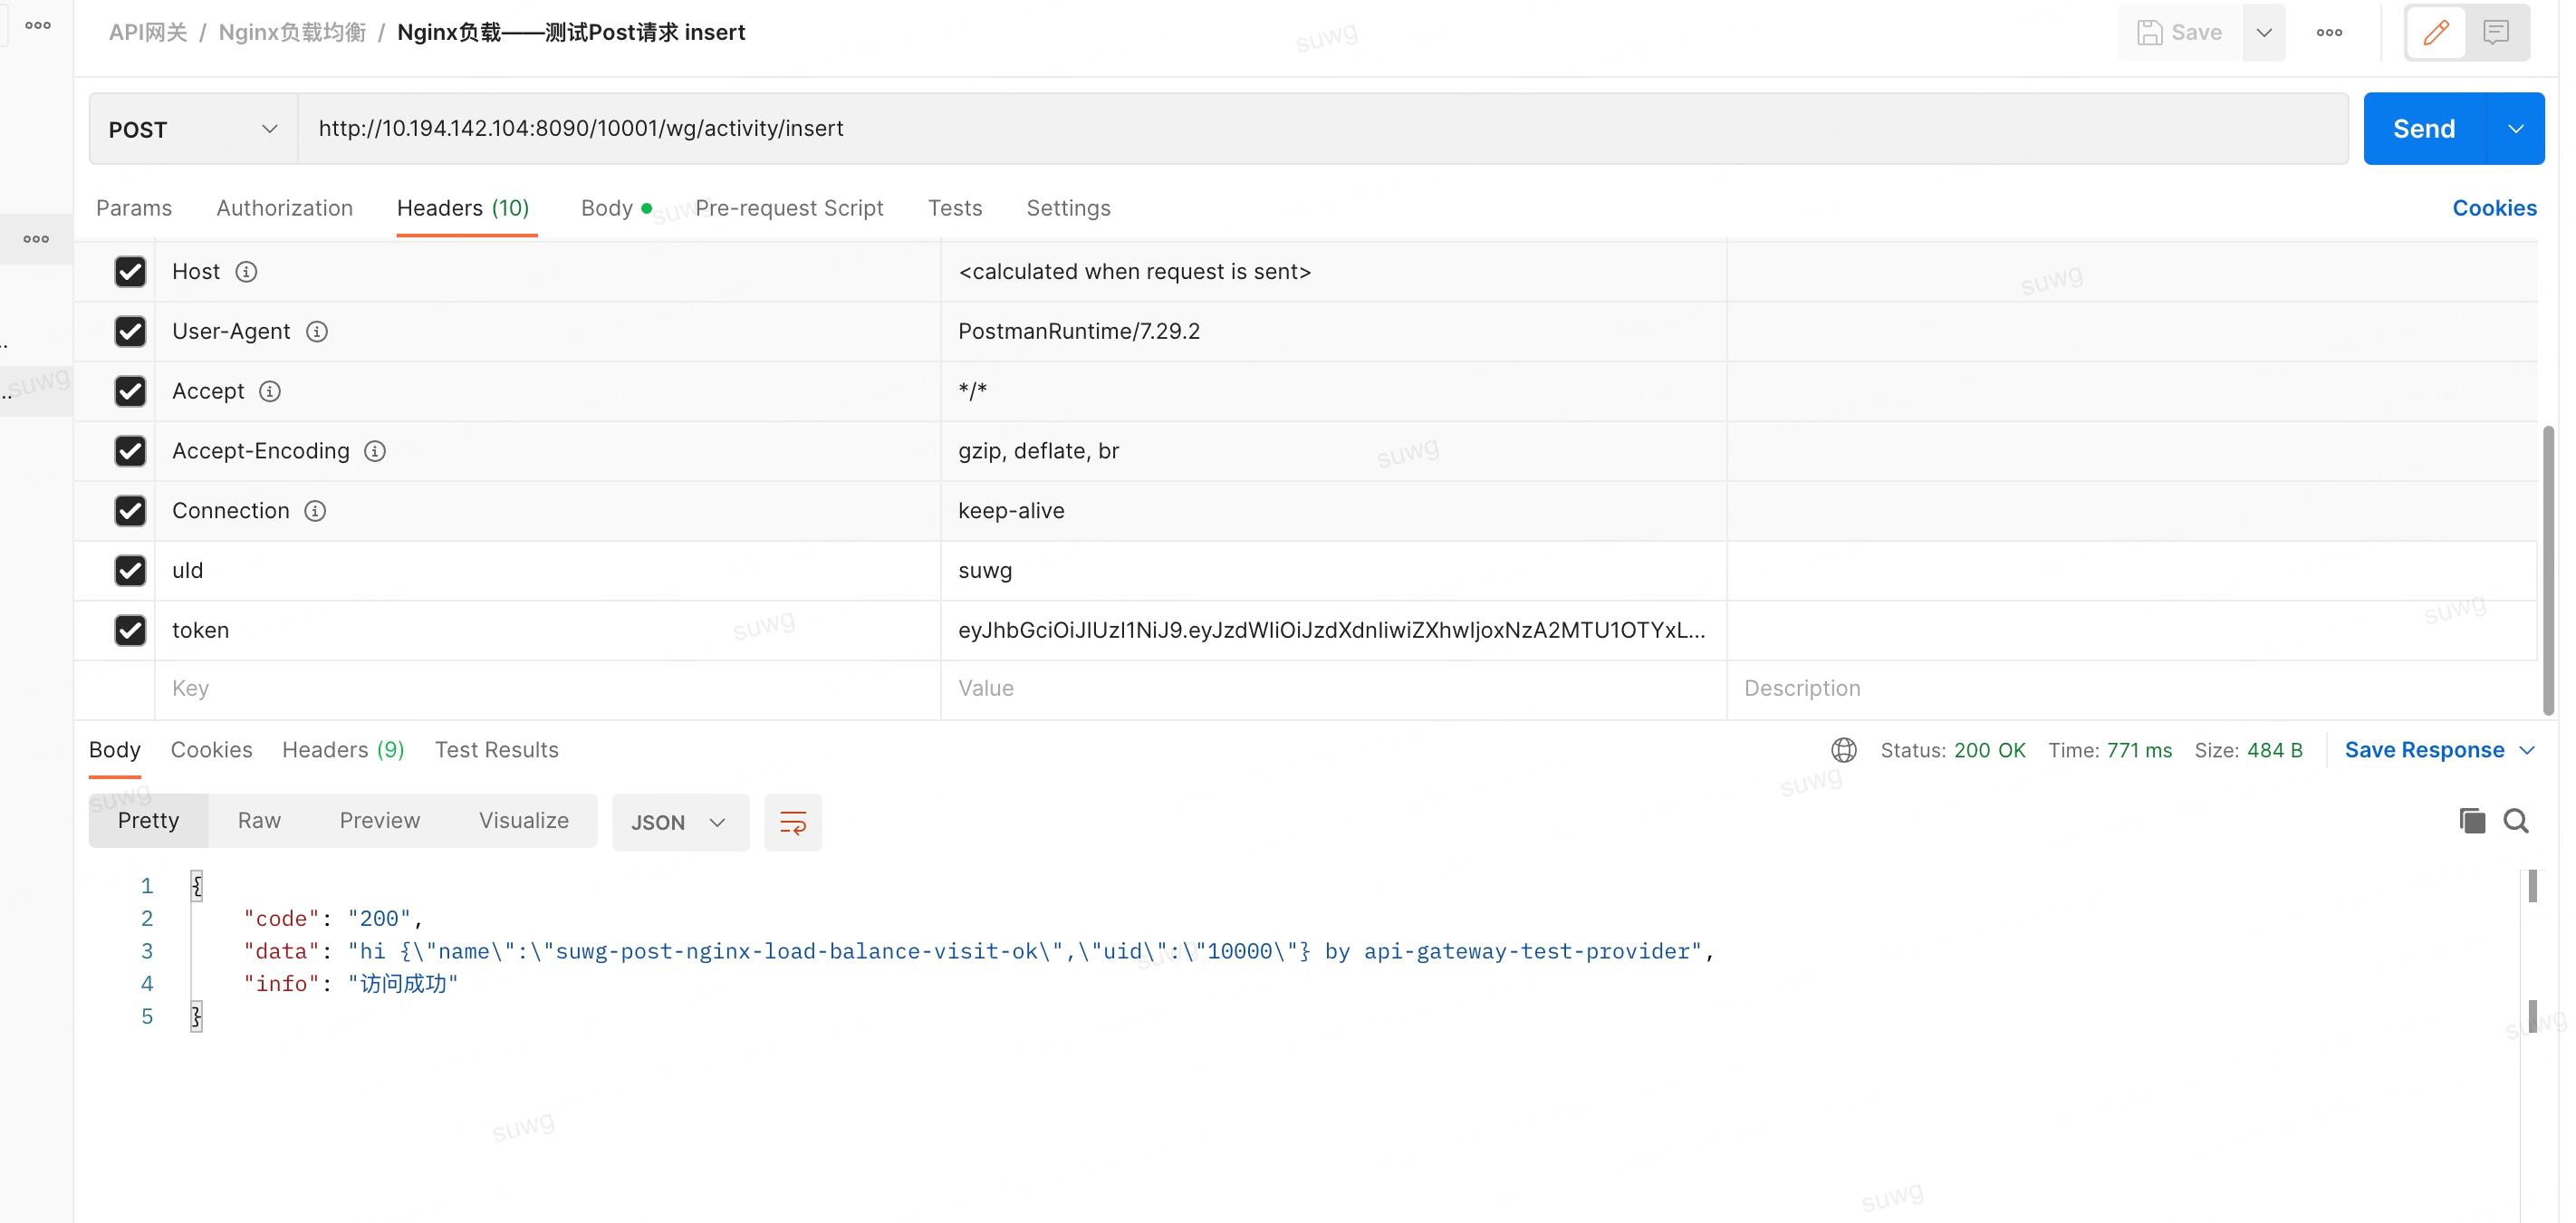 API网关 / Nginx负载均衡 / Nginx负载——测试Post请求 insert
Save
POST
http://10.194.142.104:8090/10001/wg/activity/insert
Send
Params Authorization Headers (10) Body Pre-request Script Tests Settings
Cookies
Host <calculated when request is sent>
User-Agent PostmanRuntime/7.29.2
Accept */*
Accept-Encoding gzip, deflate, br
Connection keep-alive
uId suwg
token eyJhbGciOiJIUzI1NiJ9.eyJzdWIiOiJzdXdnIiwiZXhwIjoxNzA2MTU1OTYxL...
Key Value Description
Body Cookies Headers (9) Test Results
Status: 200 OK Time: 771 ms Size: 484 B
Save Response
Pretty Raw Preview Visualize JSON
1 {
2 "code": "200",
3 "data": "hi {\"name\":\"suwg-post-nginx-load-balance-visit-ok\",\"uid\":\"10000\"} by api-gateway-test-provider",
4 "info": "访问成功"
5 }
suwg
suwg
suwg
suwg
suwg
suwg
suwg
suwg
suwg
suwg
suwg
suwg
suwg